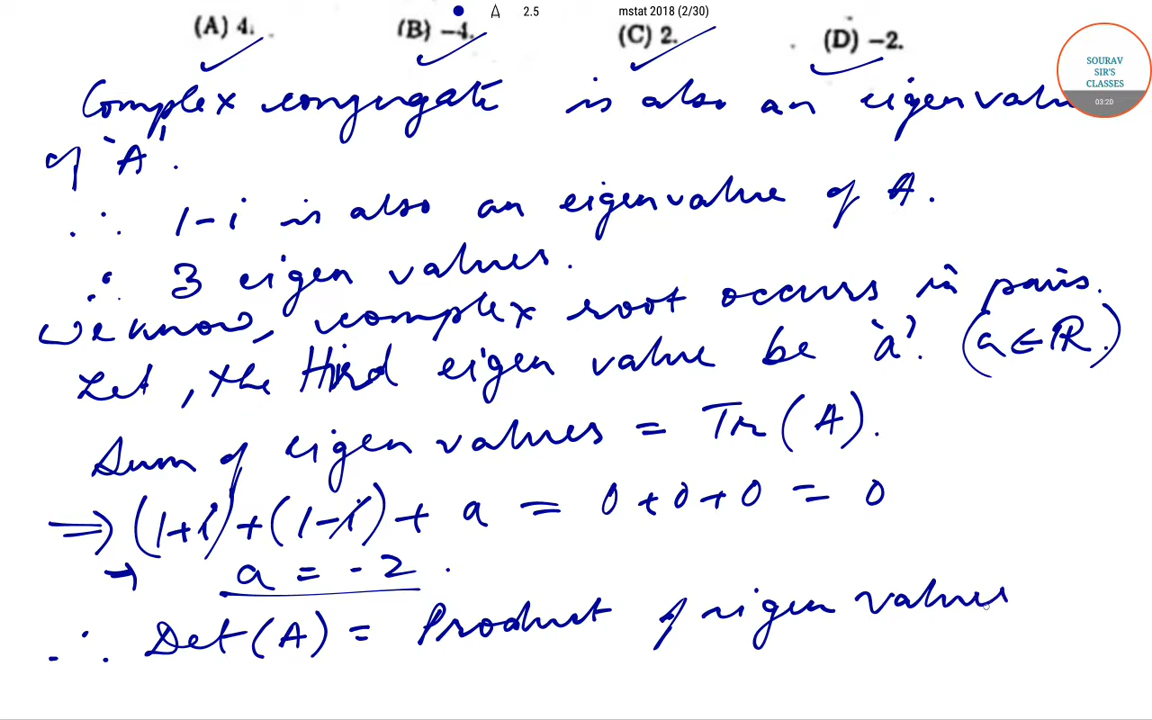 2.5 mstat 2018 (2/30)
(A) 4. (B) −4. (C) 2. (D) −2.
SOURAV
SIR'S
CLASSES
03:20
Complex conjugate is also an eigenvalu
of 'A'.
∴ 1-i is also an eigenvalue of A.
∴ 3 eigen values.
We know, complex root occurs in pairs.
Let, the third eigen value be 'a'. (a ∈ ℝ.)
Sum of eigen values = Tr(A).
⇒ (1+i)+(1-i)+ a = 0+0+0 = 0
→ a = -2.
∴ Det(A) = Product of eigen values